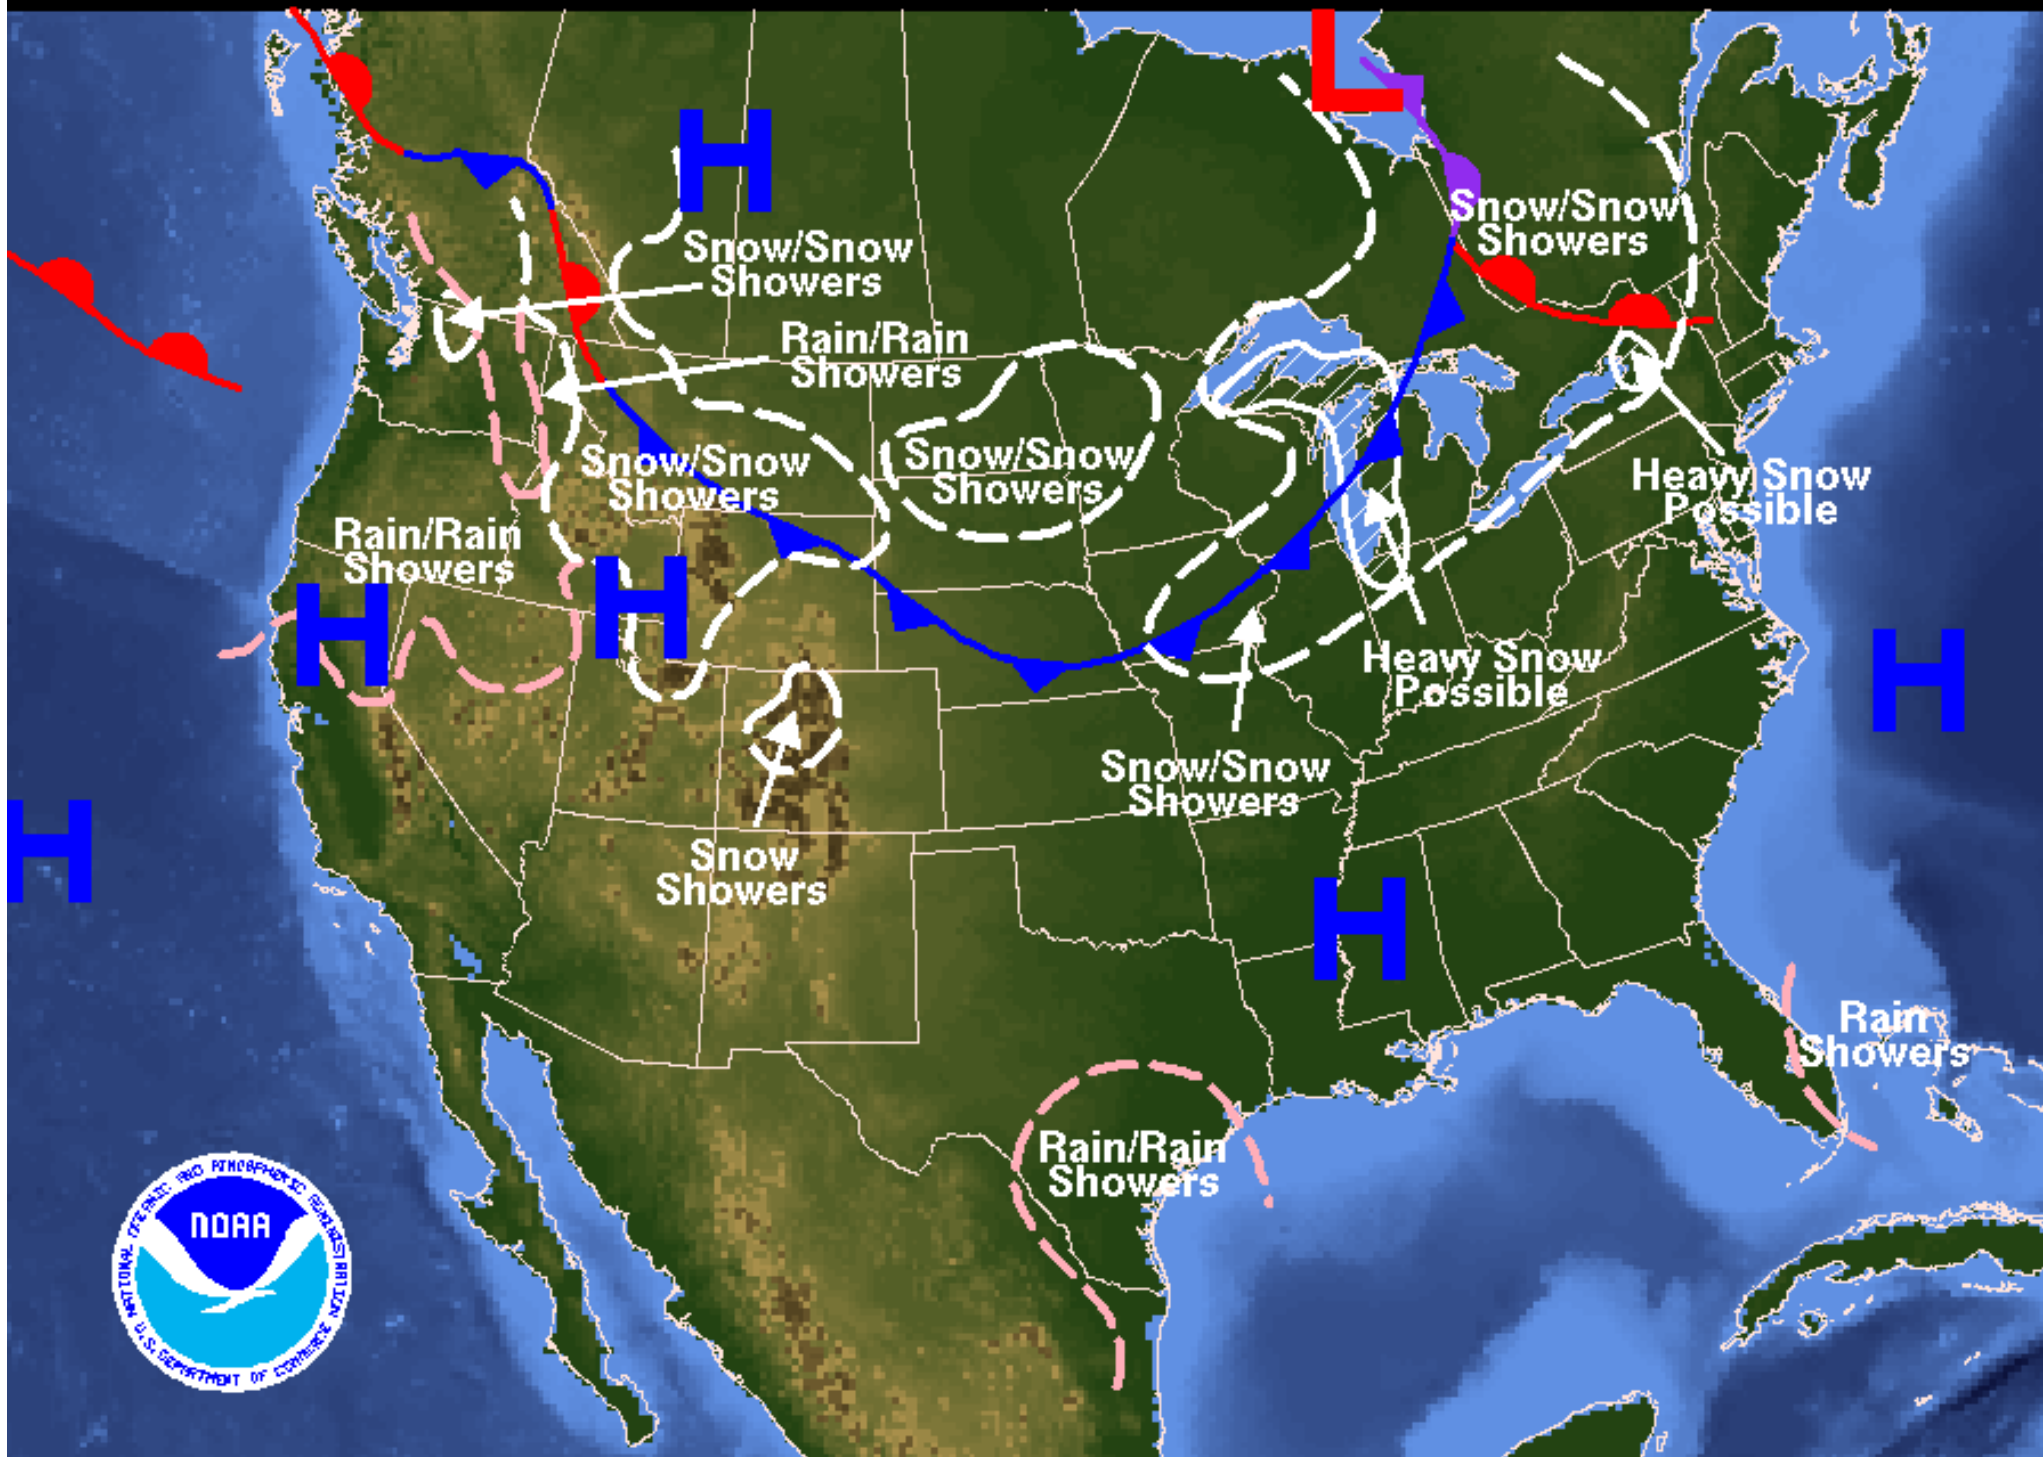 L
H
Snow/Snow
Showers
Snow/Snow
Showers
Rain/Rain
Showers
Snow/Snow
Showers
Snow/Snow
Showers
Heavy Snow
Possible
Rain/Rain
Showers
H
H
H
Heavy Snow
Possible
Snow/Snow
Showers
H
Snow
Showers
H
Rain
Showers
Rain/Rain
Showers
NATIONAL OCEANIC AND ATMOSPHERIC ADMINISTRATION
NOAA
U.S. DEPARTMENT OF COMMERCE